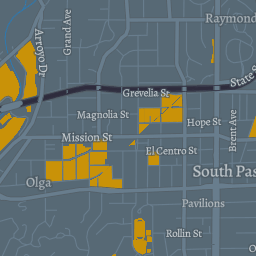 Raymond
Grand Ave
Arroyo Dr
State S
Grevelia St
Magnolia St
Hope St
Brent Ave
Mission St
El Centro St
South Pas
Olga
Pavilions
Rollin St
O